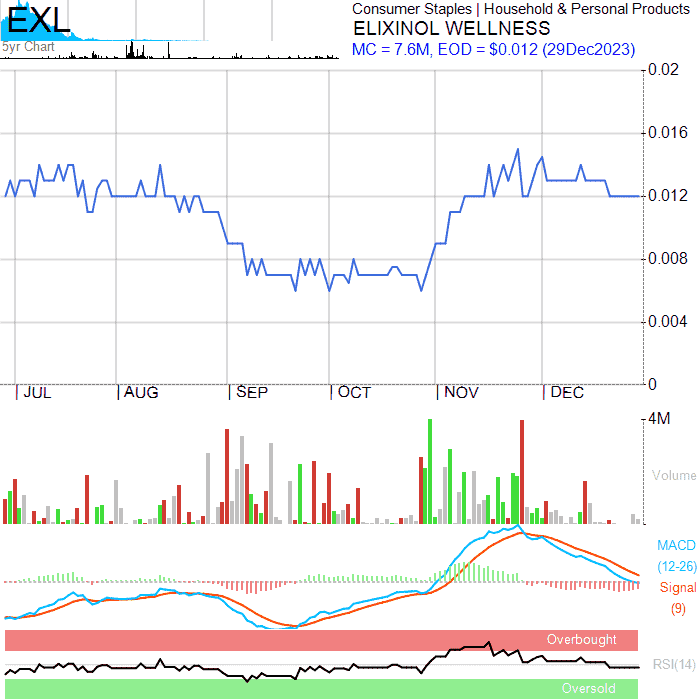 EXL
5yr Chart
Consumer Staples | Household & Personal Products
ELIXINOL WELLNESS
MC = 7.6M, EOD = $0.012 (29Dec2023)
0.02
0.016
0.012
0.008
0.004
0
JUL AUG SEP OCT NOV DEC
4M
Volume
MACD
(12-26)
Signal
(9)
Overbought
RSI(14)
Oversold